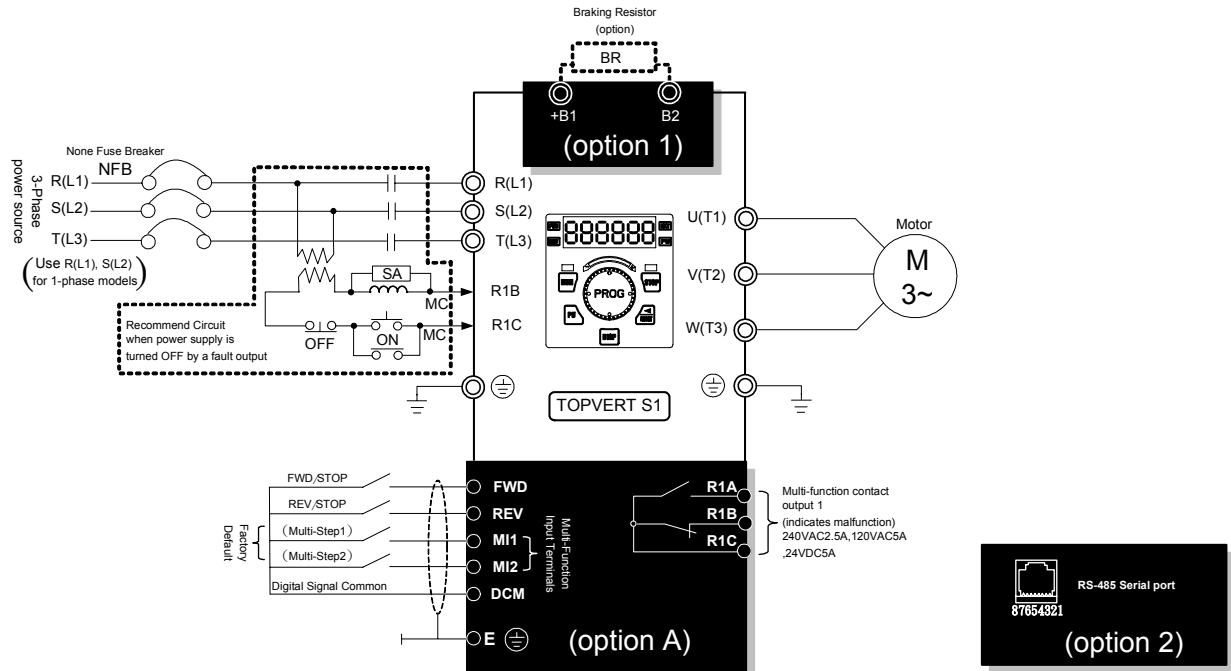 Braking Resistor
(option)
BR
+B1
B2
(option 1)
None Fuse Breaker
NFB
3-Phase
power source
R(L1)
S(L2)
T(L3)
(Use R(L1), S(L2)
for 1-phase models)
R(L1)
S(L2)
T(L3)
SA
MC
R1B
MC
R1C
OFF
ON
Recommend Circuit
when power supply is
turned OFF by a fault output
PROG
STOP
U(T1)
V(T2)
W(T3)
Motor
M
3~
TOPVERT S1
FWD/STOP
REV/STOP
(Multi-Step1)
(Multi-Step2)
Factory
Default
Digital Signal Common
FWD
REV
MI1
MI2
DCM
E
Multi-Function
Input Terminals
(option A)
R1A
R1B
R1C
Multi-function contact
output 1
(indicates malfunction)
240VAC2.5A,120VAC5A
,24VDC5A
87654321
RS-485 Serial port
(option 2)